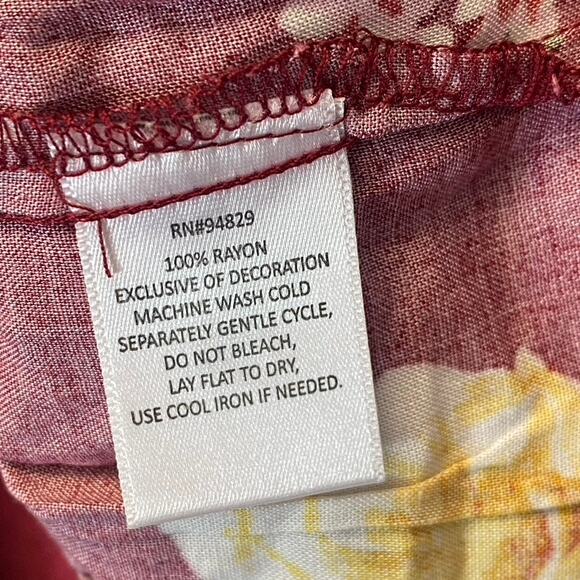 RN#94829
100% RAYON
EXCLUSIVE OF DECORATION
MACHINE WASH COLD
SEPARATELY GENTLE CYCLE,
DO NOT BLEACH,
LAY FLAT TO DRY,
USE COOL IRON IF NEEDED.